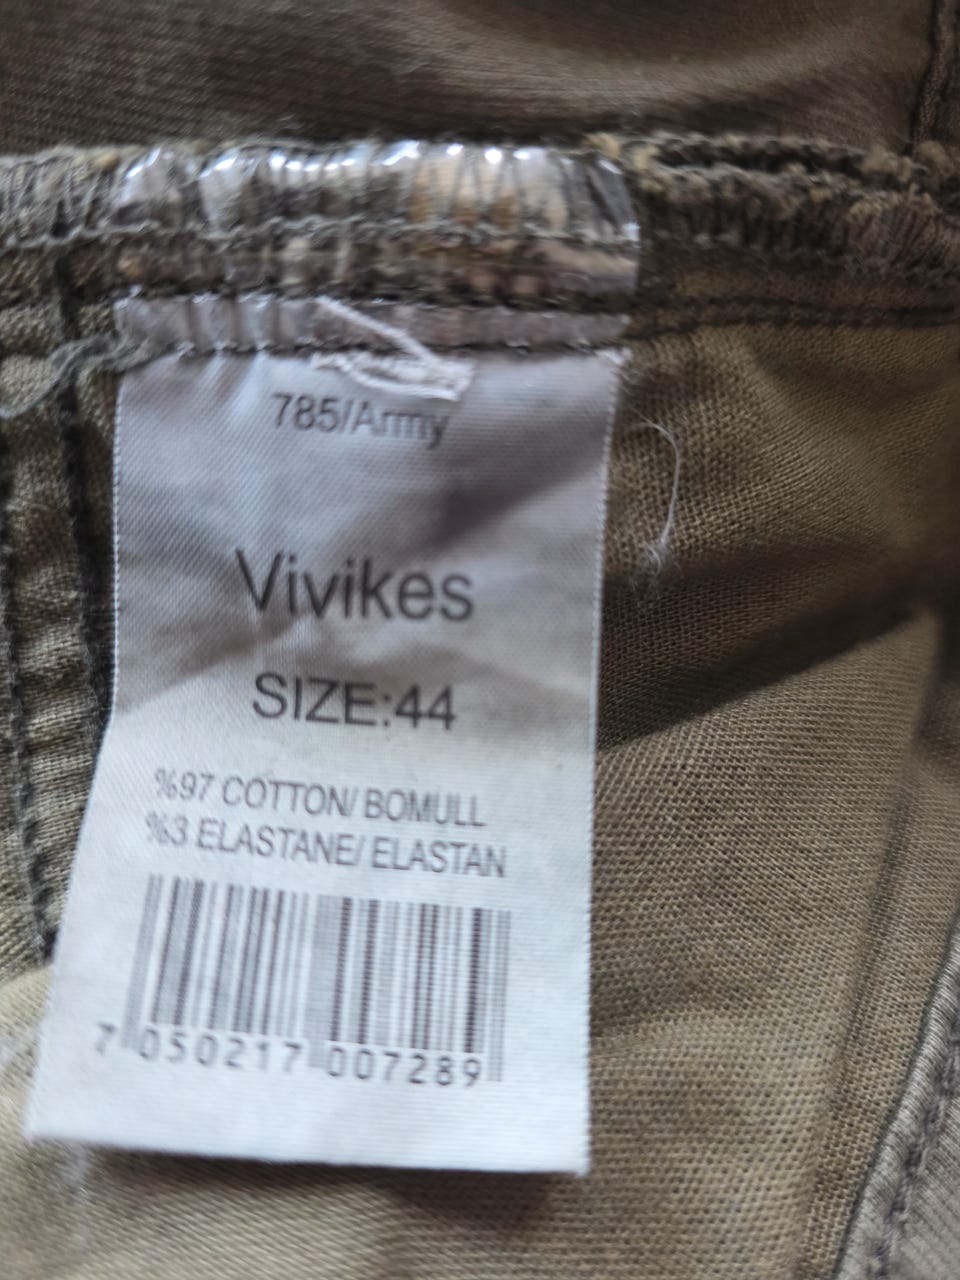 785/Army
Vivikes
SIZE:44
%97 COTTON/ BOMULL
%3 ELASTANE/ ELASTAN
7 050217 007289